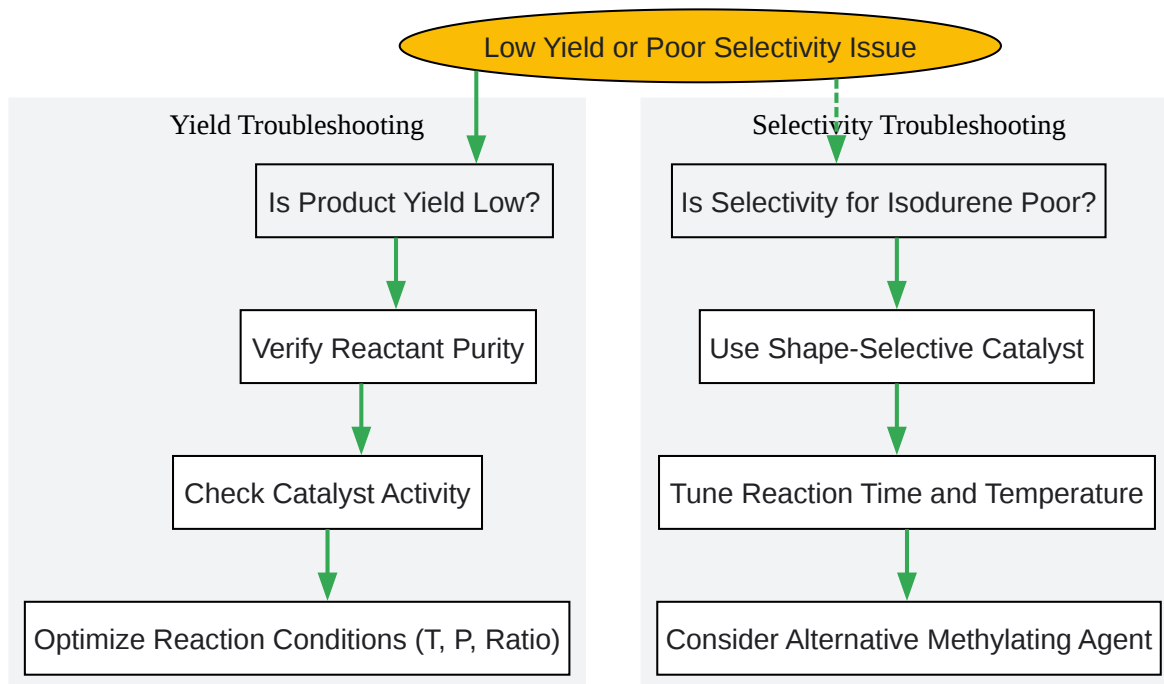 Low Yield or Poor Selectivity Issue
Yield Troubleshooting
Is Product Yield Low?
Verify Reactant Purity
Check Catalyst Activity
Optimize Reaction Conditions (T, P, Ratio)
Selectivity Troubleshooting
Is Selectivity for Isodurene Poor?
Use Shape-Selective Catalyst
Tune Reaction Time and Temperature
Consider Alternative Methylating Agent